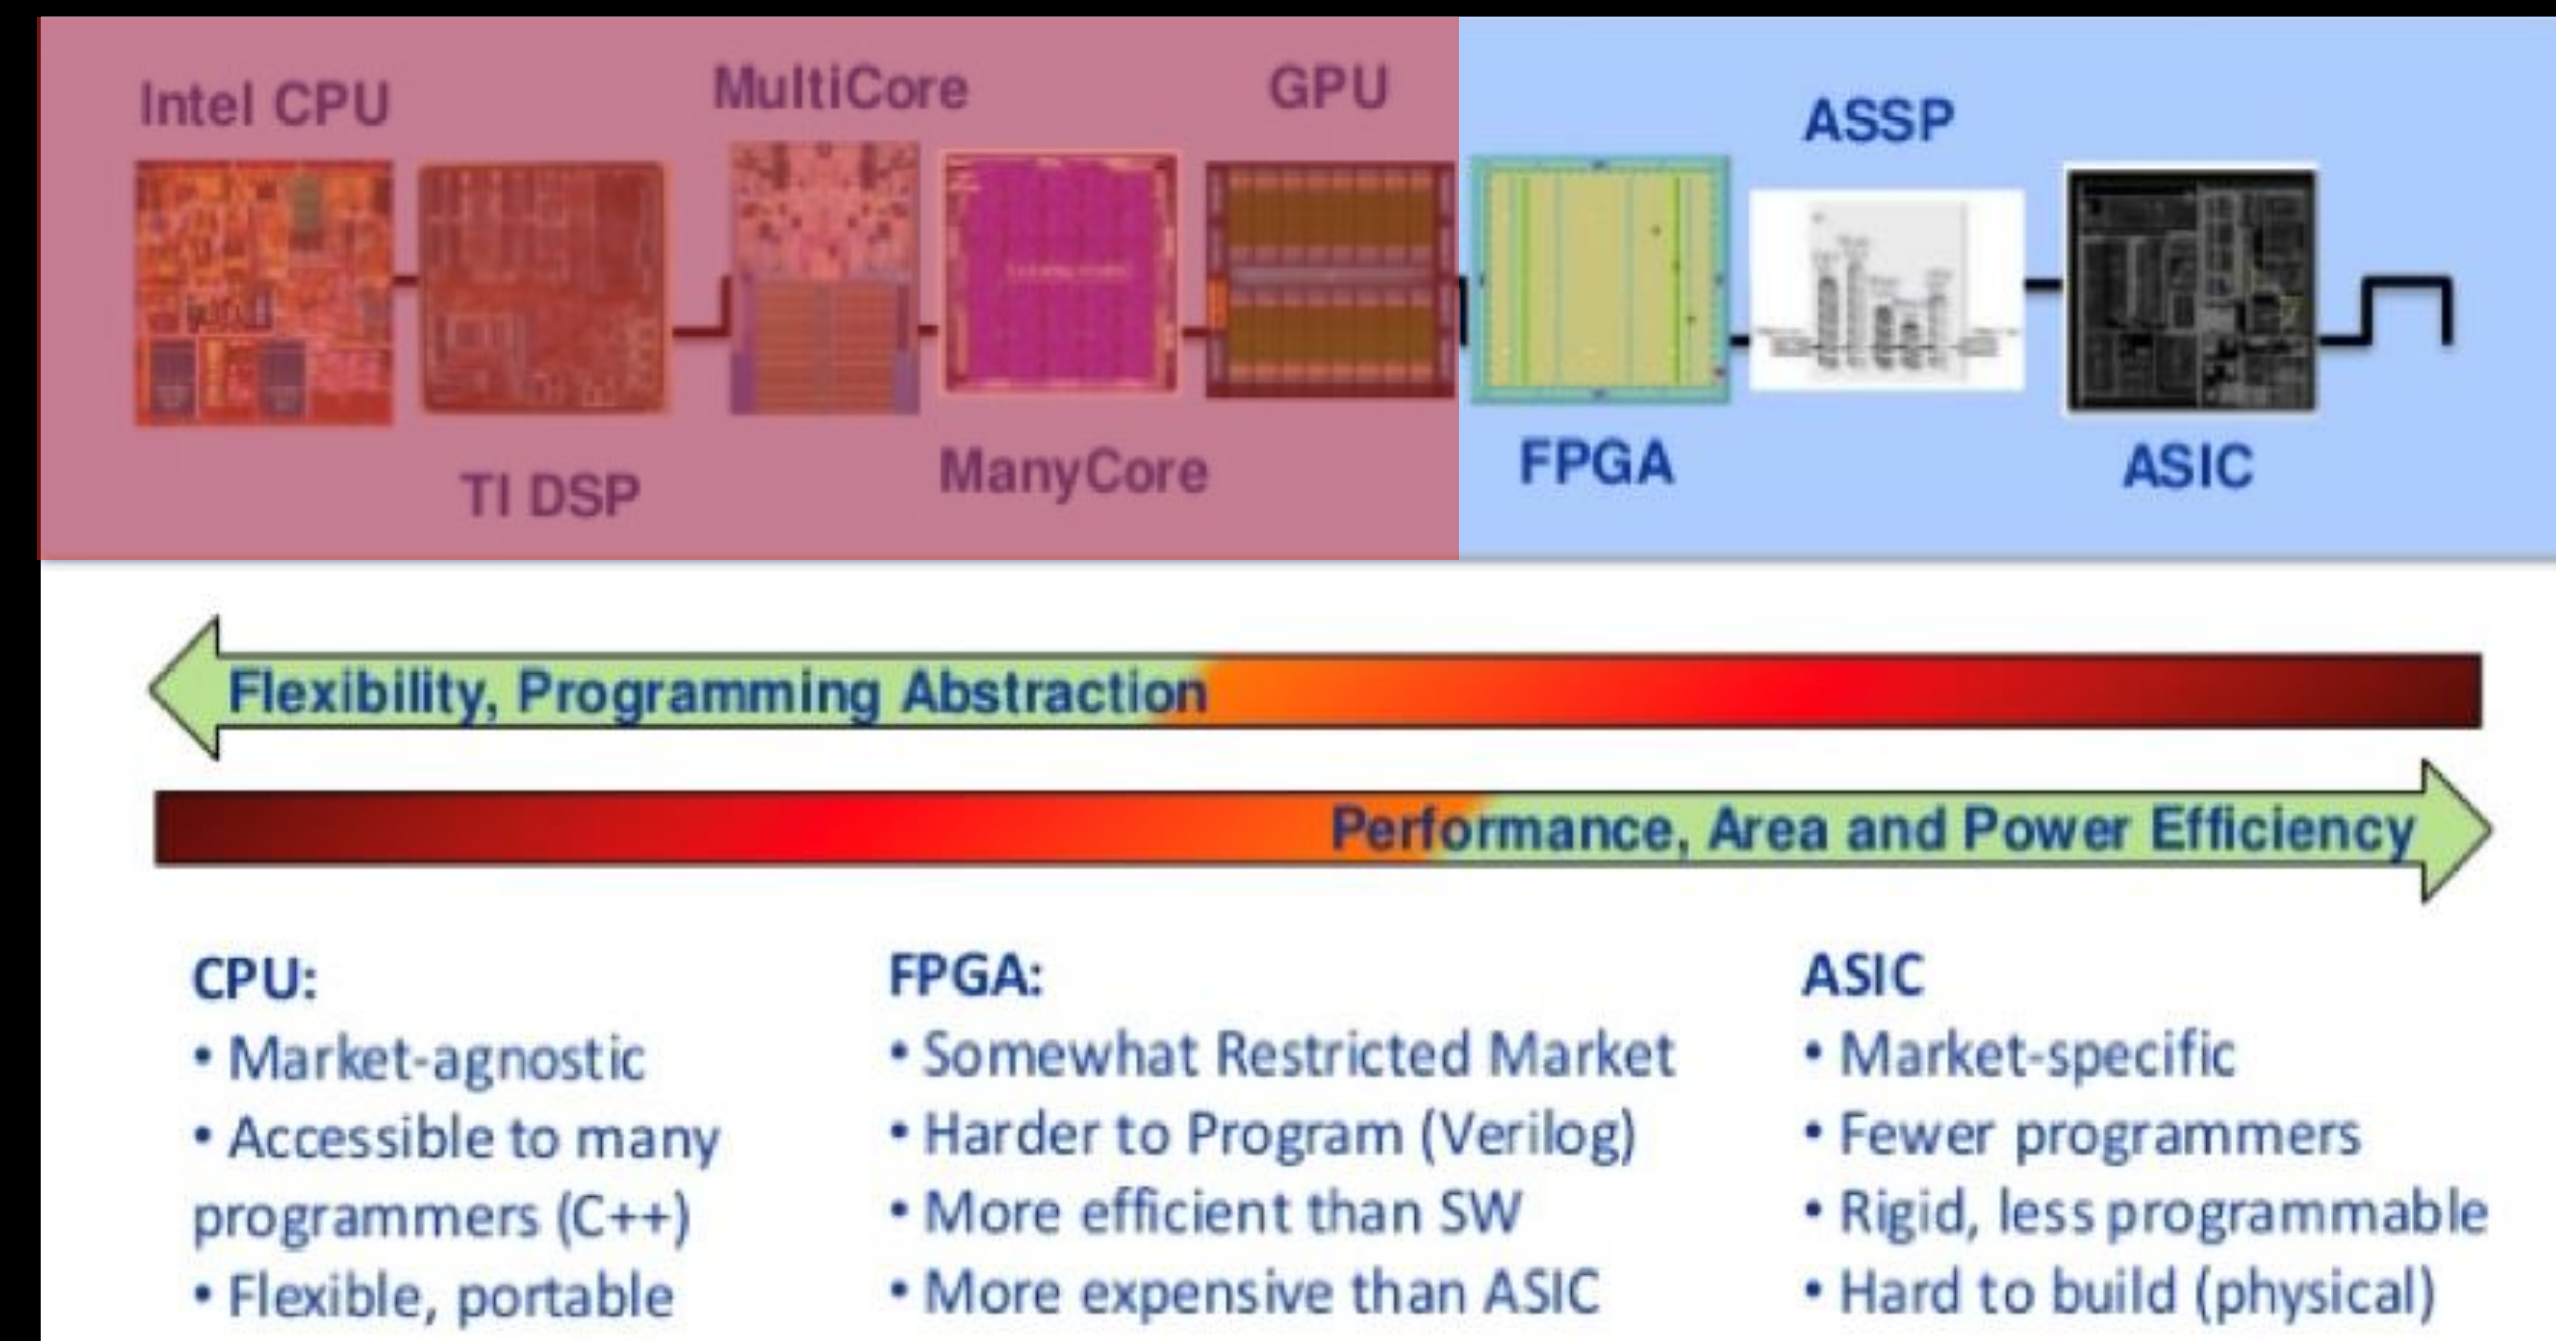 Intel CPU
MultiCore
GPU
ASSP
TI DSP
ManyCore
FPGA
ASIC
Flexibility, Programming Abstraction
Performance, Area and Power Efficiency
CPU:
• Market-agnostic
• Accessible to many
programmers (C++)
• Flexible, portable
FPGA:
• Somewhat Restricted Market
• Harder to Program (Verilog)
• More efficient than SW
• More expensive than ASIC
ASIC
• Market-specific
• Fewer programmers
• Rigid, less programmable
• Hard to build (physical)